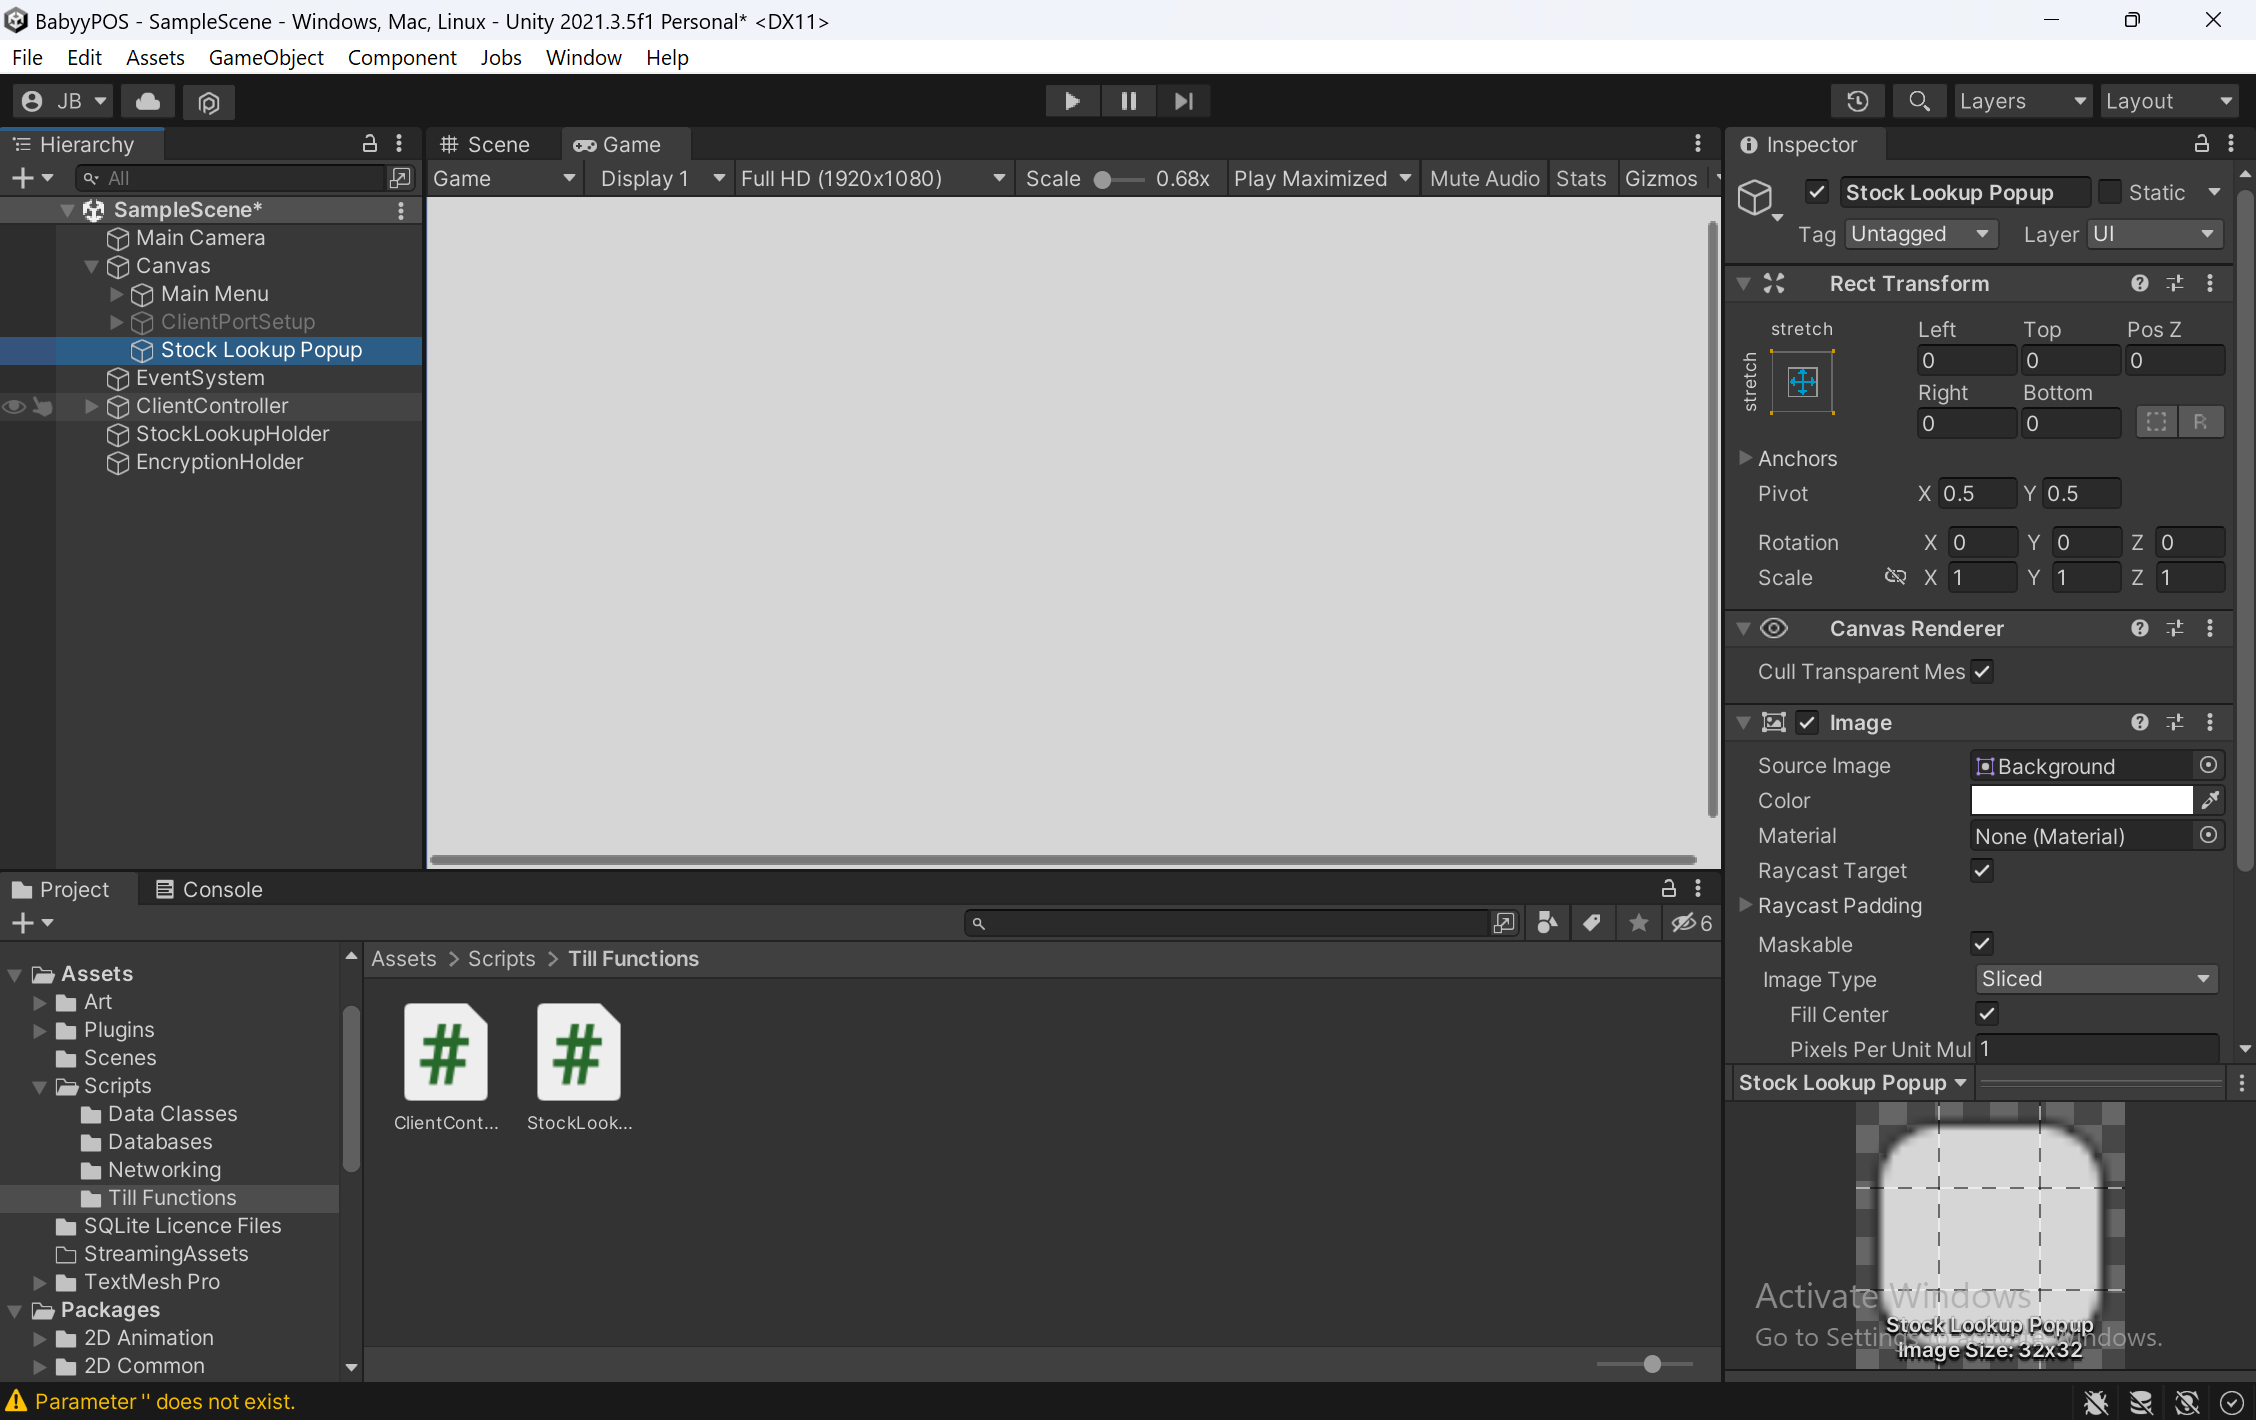 BabyyPOS - SampleScene - Windows, Mac, Linux - Unity 2021.3.5f1 Personal* <DX11>
File Edit Assets GameObject Component Jobs Window Help
JB
Layers Layout
Hierarchy
All
SampleScene*
Main Camera
Canvas
Main Menu
ClientPortSetup
Stock Lookup Popup
EventSystem
ClientController
StockLookupHolder
EncryptionHolder
Scene Game
Game Display 1 Full HD (1920x1080) Scale 0.68x Play Maximized Mute Audio Stats Gizmos
Inspector
Stock Lookup Popup Static
Tag Untagged Layer UI
Rect Transform
stretch
stretch
Left Top Pos Z
0 0 0
Right Bottom
0 0 R
Anchors
Pivot X 0.5 Y 0.5
Rotation X 0 Y 0 Z 0
Scale X 1 Y 1 Z 1
Canvas Renderer
Cull Transparent Mes
Image
Source Image Background
Color
Material None (Material)
Raycast Target
Raycast Padding
Maskable
Image Type Sliced
Fill Center
Pixels Per Unit Mul 1
Stock Lookup Popup
Stock Lookup Popup
Image Size: 32x32
Activate Windows
Go to Settings to activate Windows.
Project Console
6
Assets
Art
Plugins
Scenes
Scripts
Data Classes
Databases
Networking
Till Functions
SQLite Licence Files
StreamingAssets
TextMesh Pro
Packages
2D Animation
2D Common
Assets > Scripts > Till Functions
ClientCont... StockLook...
Parameter '' does not exist.